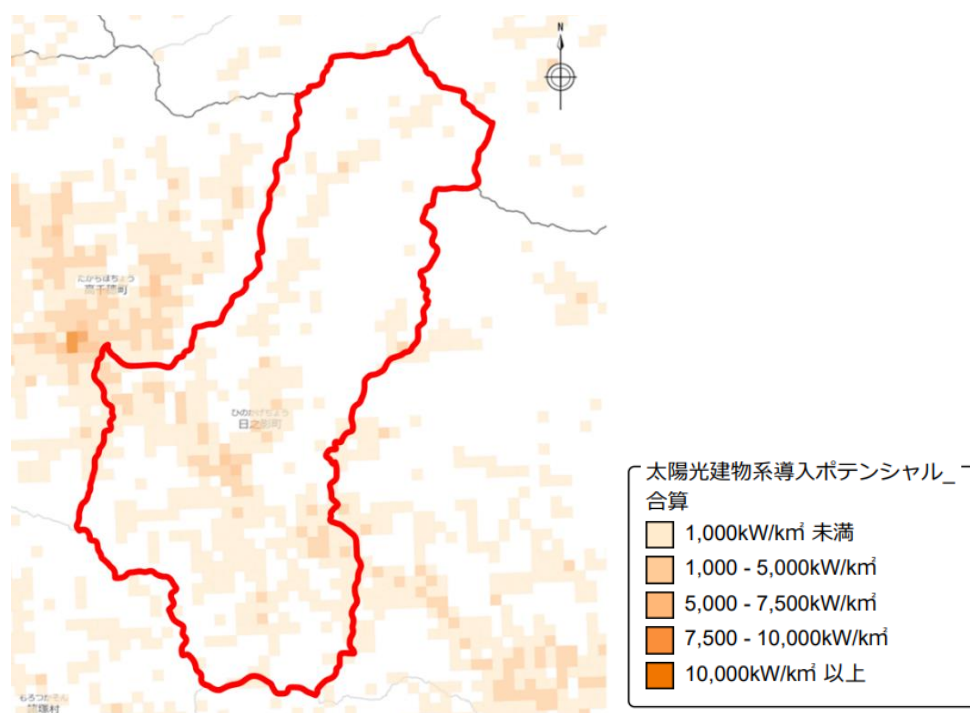 N
たかちほちょう
高千穂町
ひのかげちょう
日之影町
太陽光建物系導入ポテンシャル_
合算
1,000kW/k㎡ 未満
1,000 - 5,000kW/k㎡
5,000 - 7,500kW/k㎡
7,500 - 10,000kW/k㎡
10,000kW/k㎡ 以上
もろつかそん
諸塚村